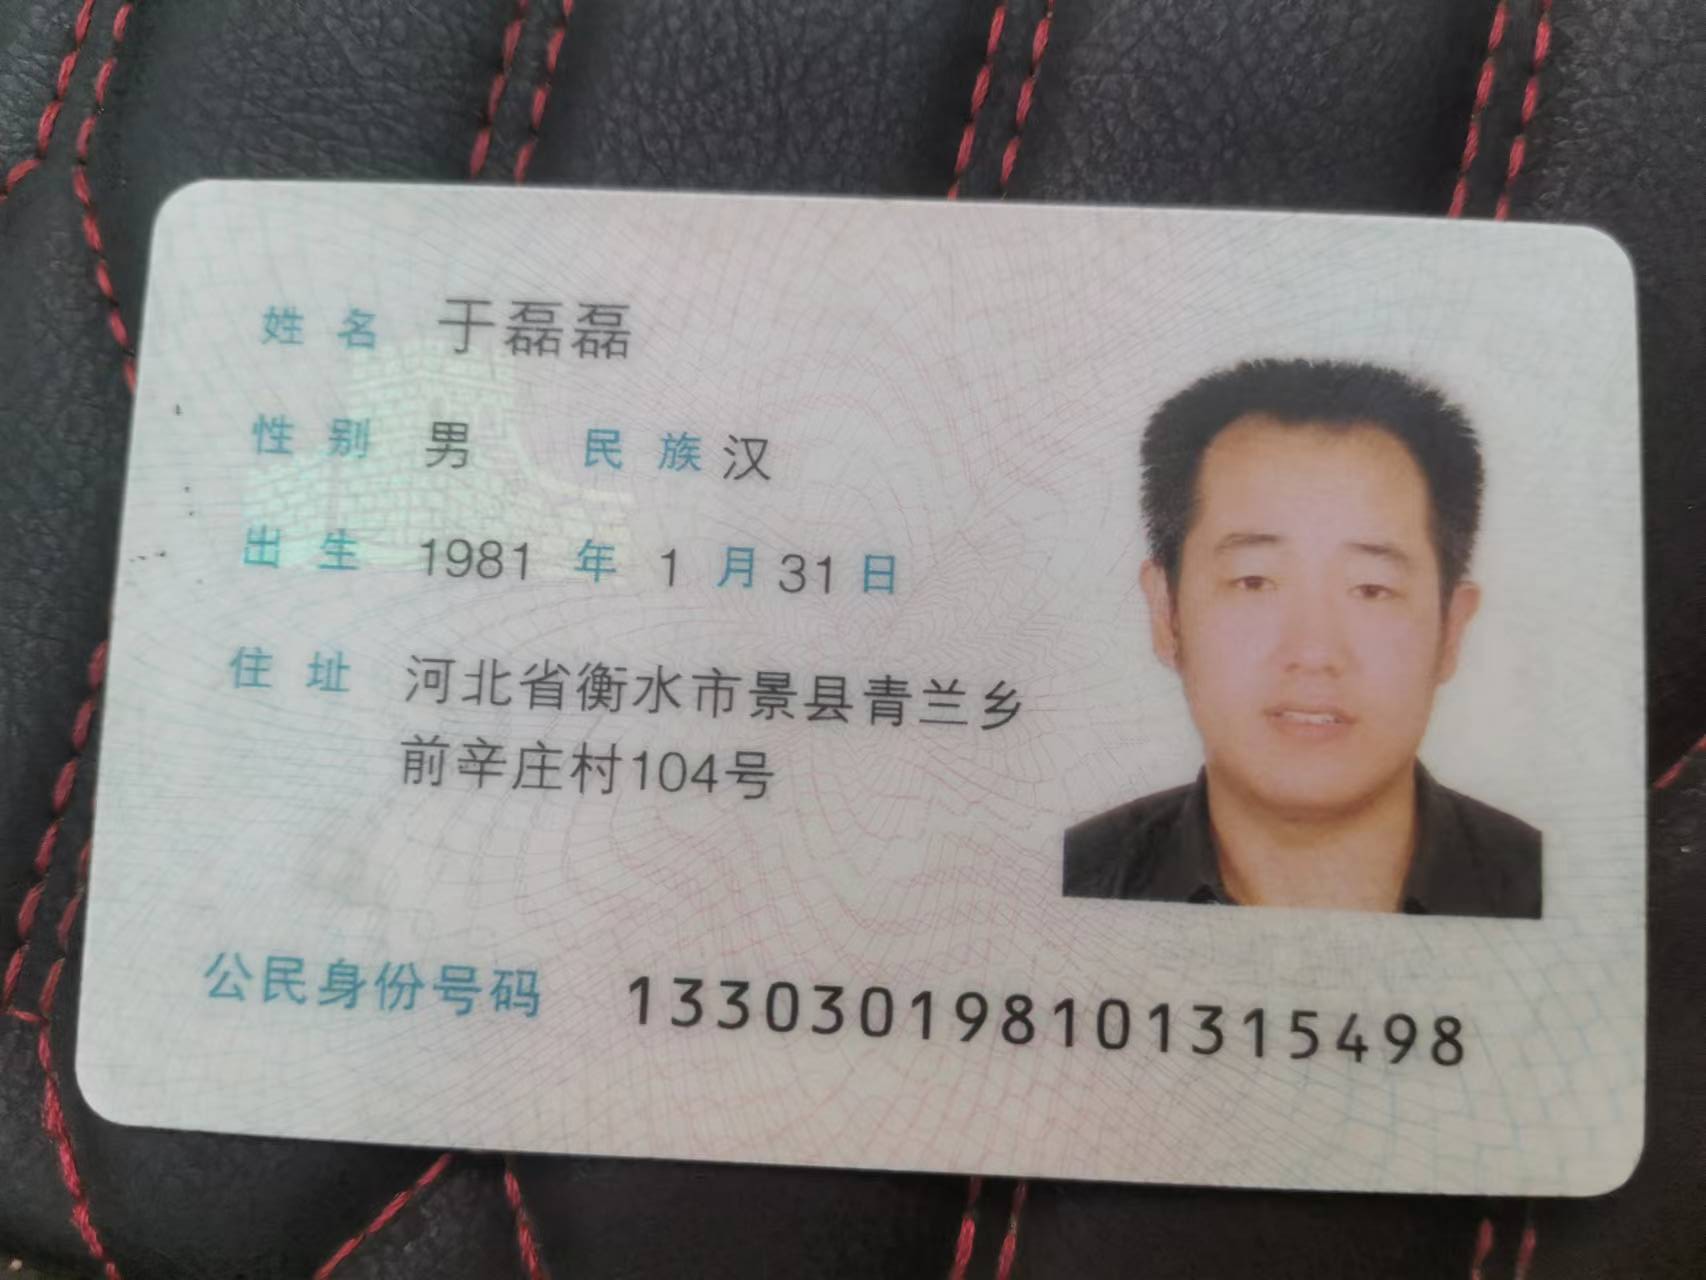 姓名 于磊磊
性别 男 民族 汉
出生 1981 年 1 月 31 日
住址 河北省衡水市景县青兰乡
前辛庄村104号
公民身份号码 133030198101315498